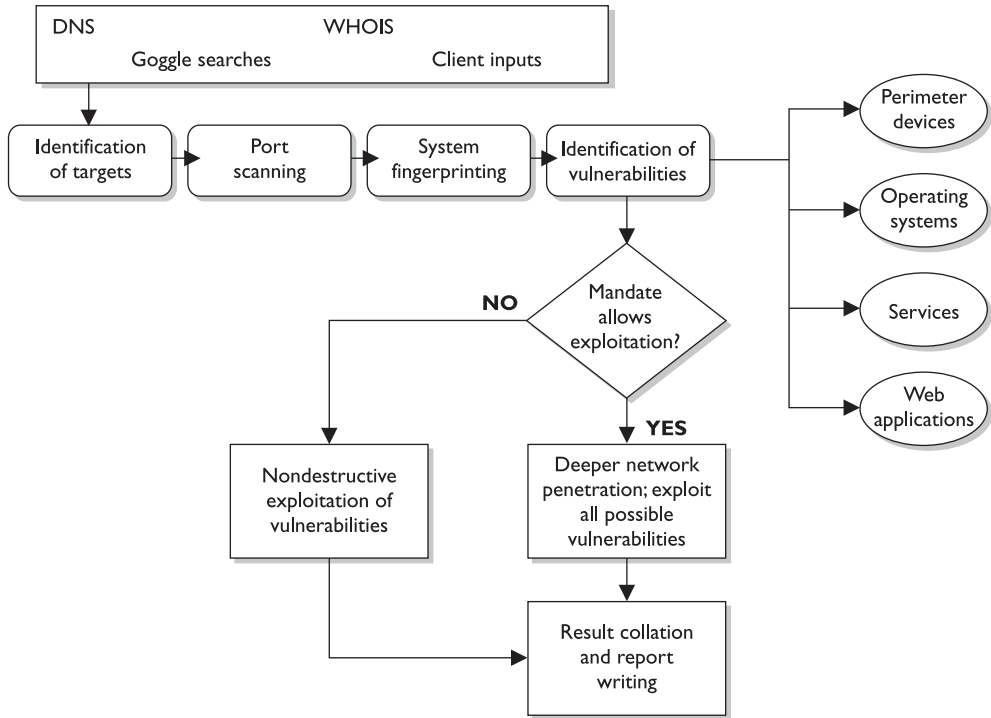 DNS
WHOIS
Goggle searches
Client inputs
Identification
of targets
Port
scanning
System
fingerprinting
Identification of
vulnerabilities
Perimeter
devices
Operating
systems
Services
Web
applications
Mandate
allows
exploitation?
NO
YES
Nondestructive
exploitation of
vulnerabilities
Deeper network
penetration; exploit
all possible
vulnerabilities
Result collation
and report
writing